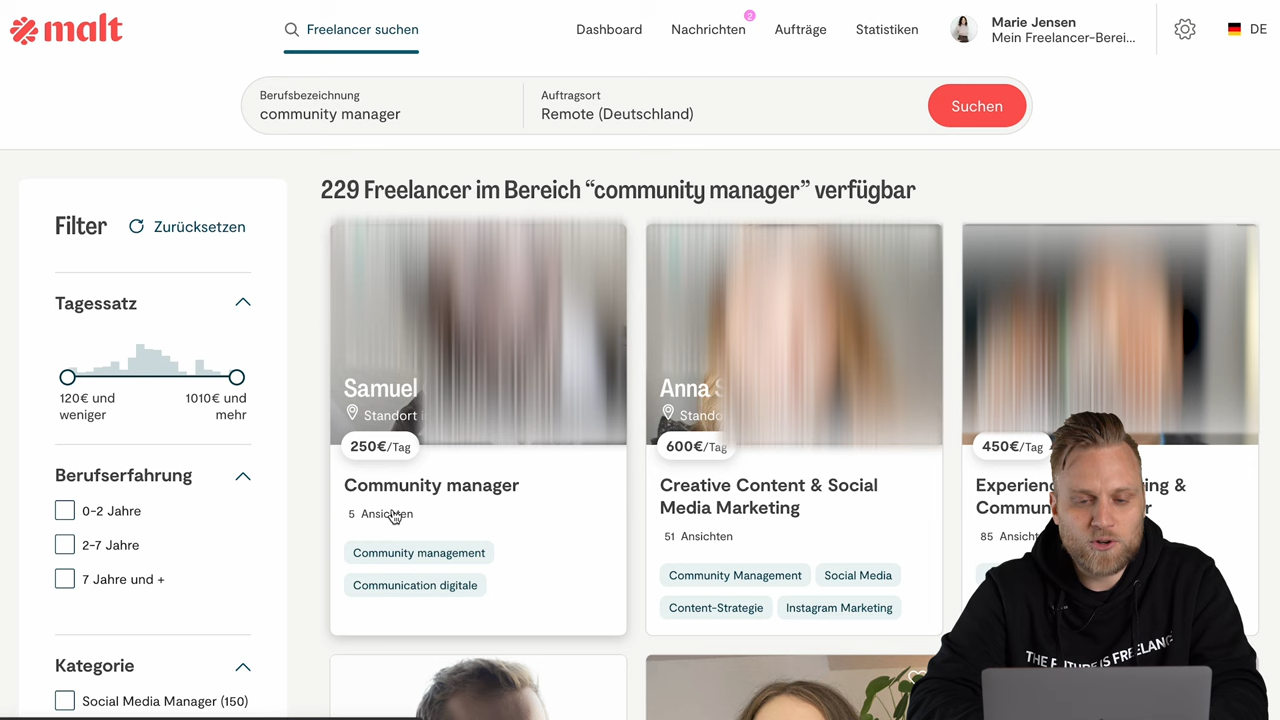 malt
Freelancer suchen
Dashboard
Nachrichten
2
Aufträge
Statistiken
Marie Jensen
Mein Freelancer-Berei...
DE
Berufsbezeichnung
community manager
Auftragsort
Remote (Deutschland)
Suchen
229 Freelancer im Bereich “community manager” verfügbar
Filter
Zurücksetzen
Tagessatz
120€ und
weniger
1010€ und
mehr
Berufserfahrung
0-2 Jahre
2-7 Jahre
7 Jahre und +
Kategorie
Social Media Manager (150)
Samuel
Standort
250€/Tag
Community manager
5 Ansichten
Community management
Communication digitale
Anna
600€/Tag
Creative Content & Social
Media Marketing
51 Ansichten
Community Management
Social Media
Content-Strategie
Instagram Marketing
450€/Tag
85
THE FUTURE IS